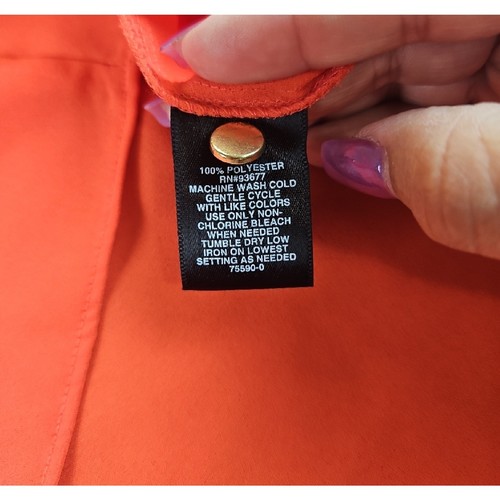 100% POLYESTER
RN#93677
MACHINE WASH COLD
GENTLE CYCLE
WITH LIKE COLORS
USE ONLY NON-
CHLORINE BLEACH
WHEN NEEDED
TUMBLE DRY LOW
IRON ON LOWEST
SETTING AS NEEDED
75590-0